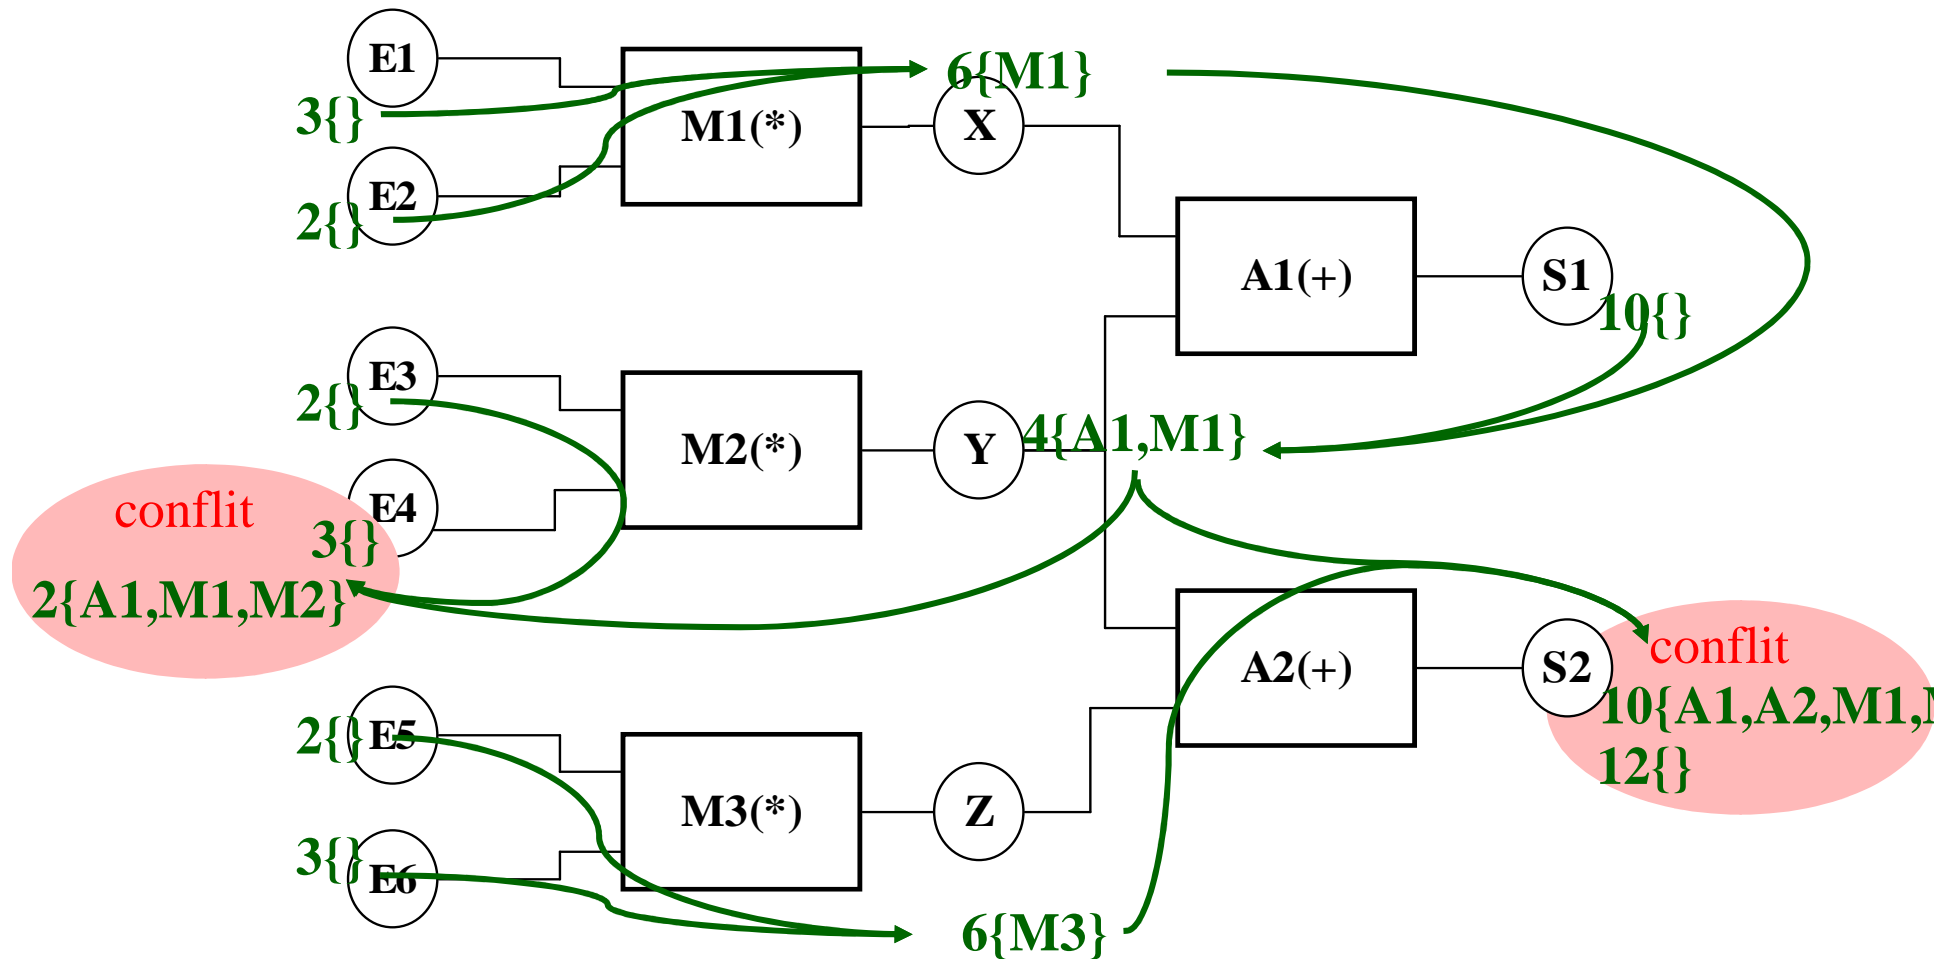 E1
3{}
E2
2{}
M1(*)
6{M1}
X
A1(+)
S1
10{}
E3
2{}
M2(*)
Y
4{A1,M1}
conflit
E4
3{}
2{A1,M1,M2}
A2(+)
S2
conflit
10{A1,A2,M1,
12{}
2{}
E5
M3(*)
Z
3{}
E6
6{M3}